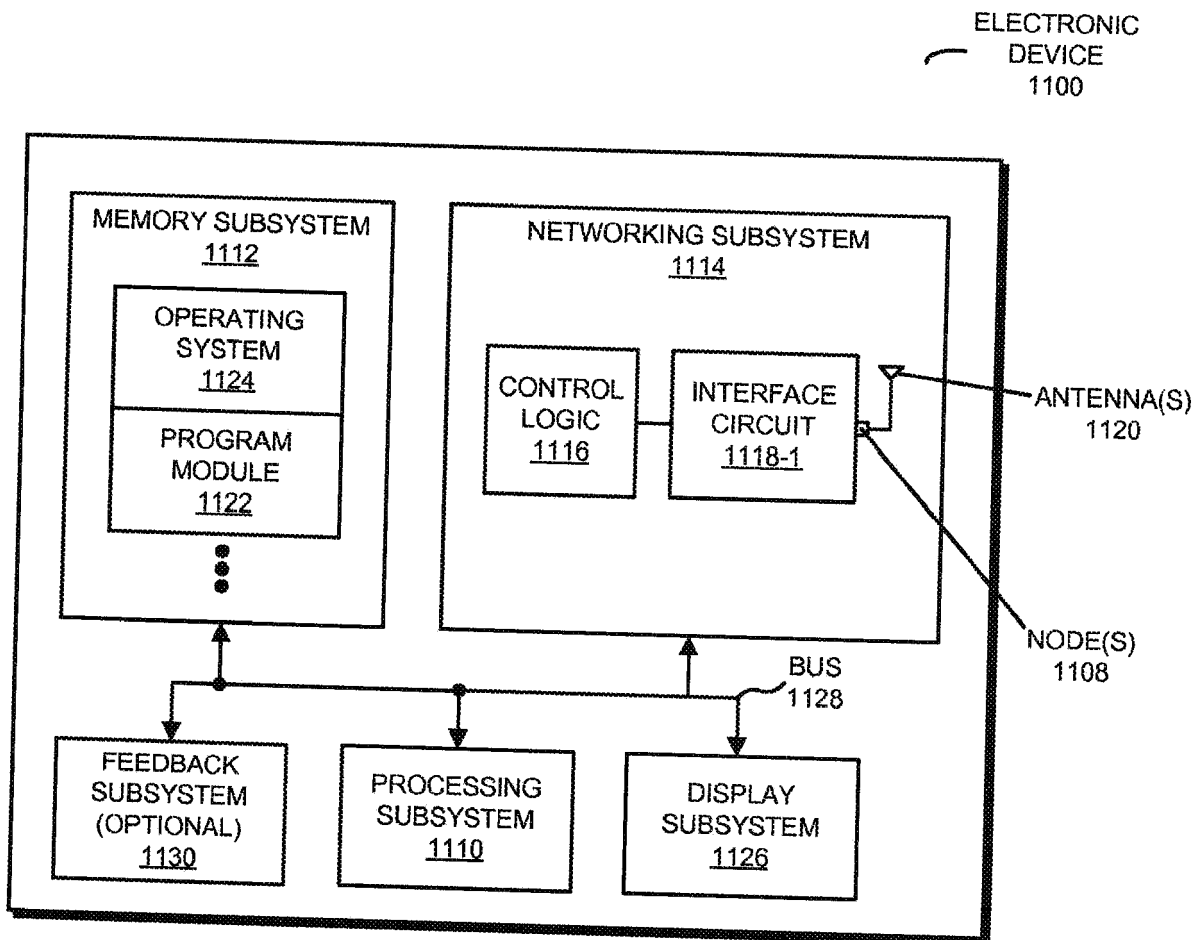 ELECTRONIC
DEVICE
1100
MEMORY SUBSYSTEM
1112
OPERATING
SYSTEM
1124
PROGRAM
MODULE
1122
NETWORKING SUBSYSTEM
1114
CONTROL
LOGIC
1116
INTERFACE
CIRCUIT
1118-1
ANTENNA(S)
1120
NODE(S)
1108
BUS
1128
FEEDBACK
SUBSYSTEM
(OPTIONAL)
1130
PROCESSING
SUBSYSTEM
1110
DISPLAY
SUBSYSTEM
1126